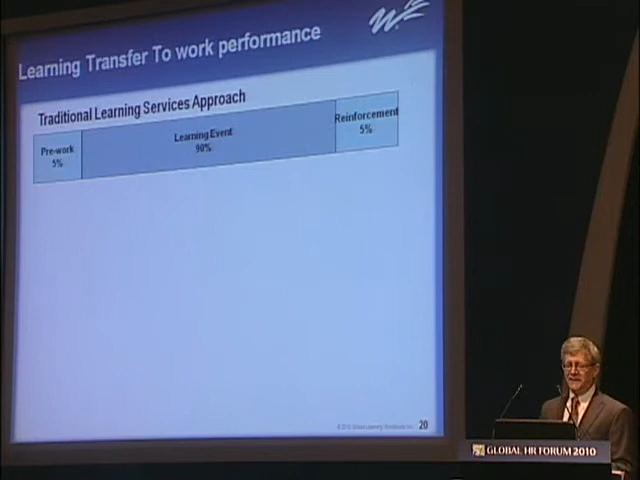 Learning Transfer To work performance
Traditional Learning Services Approach
Pre-work
5%
Learning Event
90%
Reinforcement
5%
20
GLOBAL HR FORUM 2010